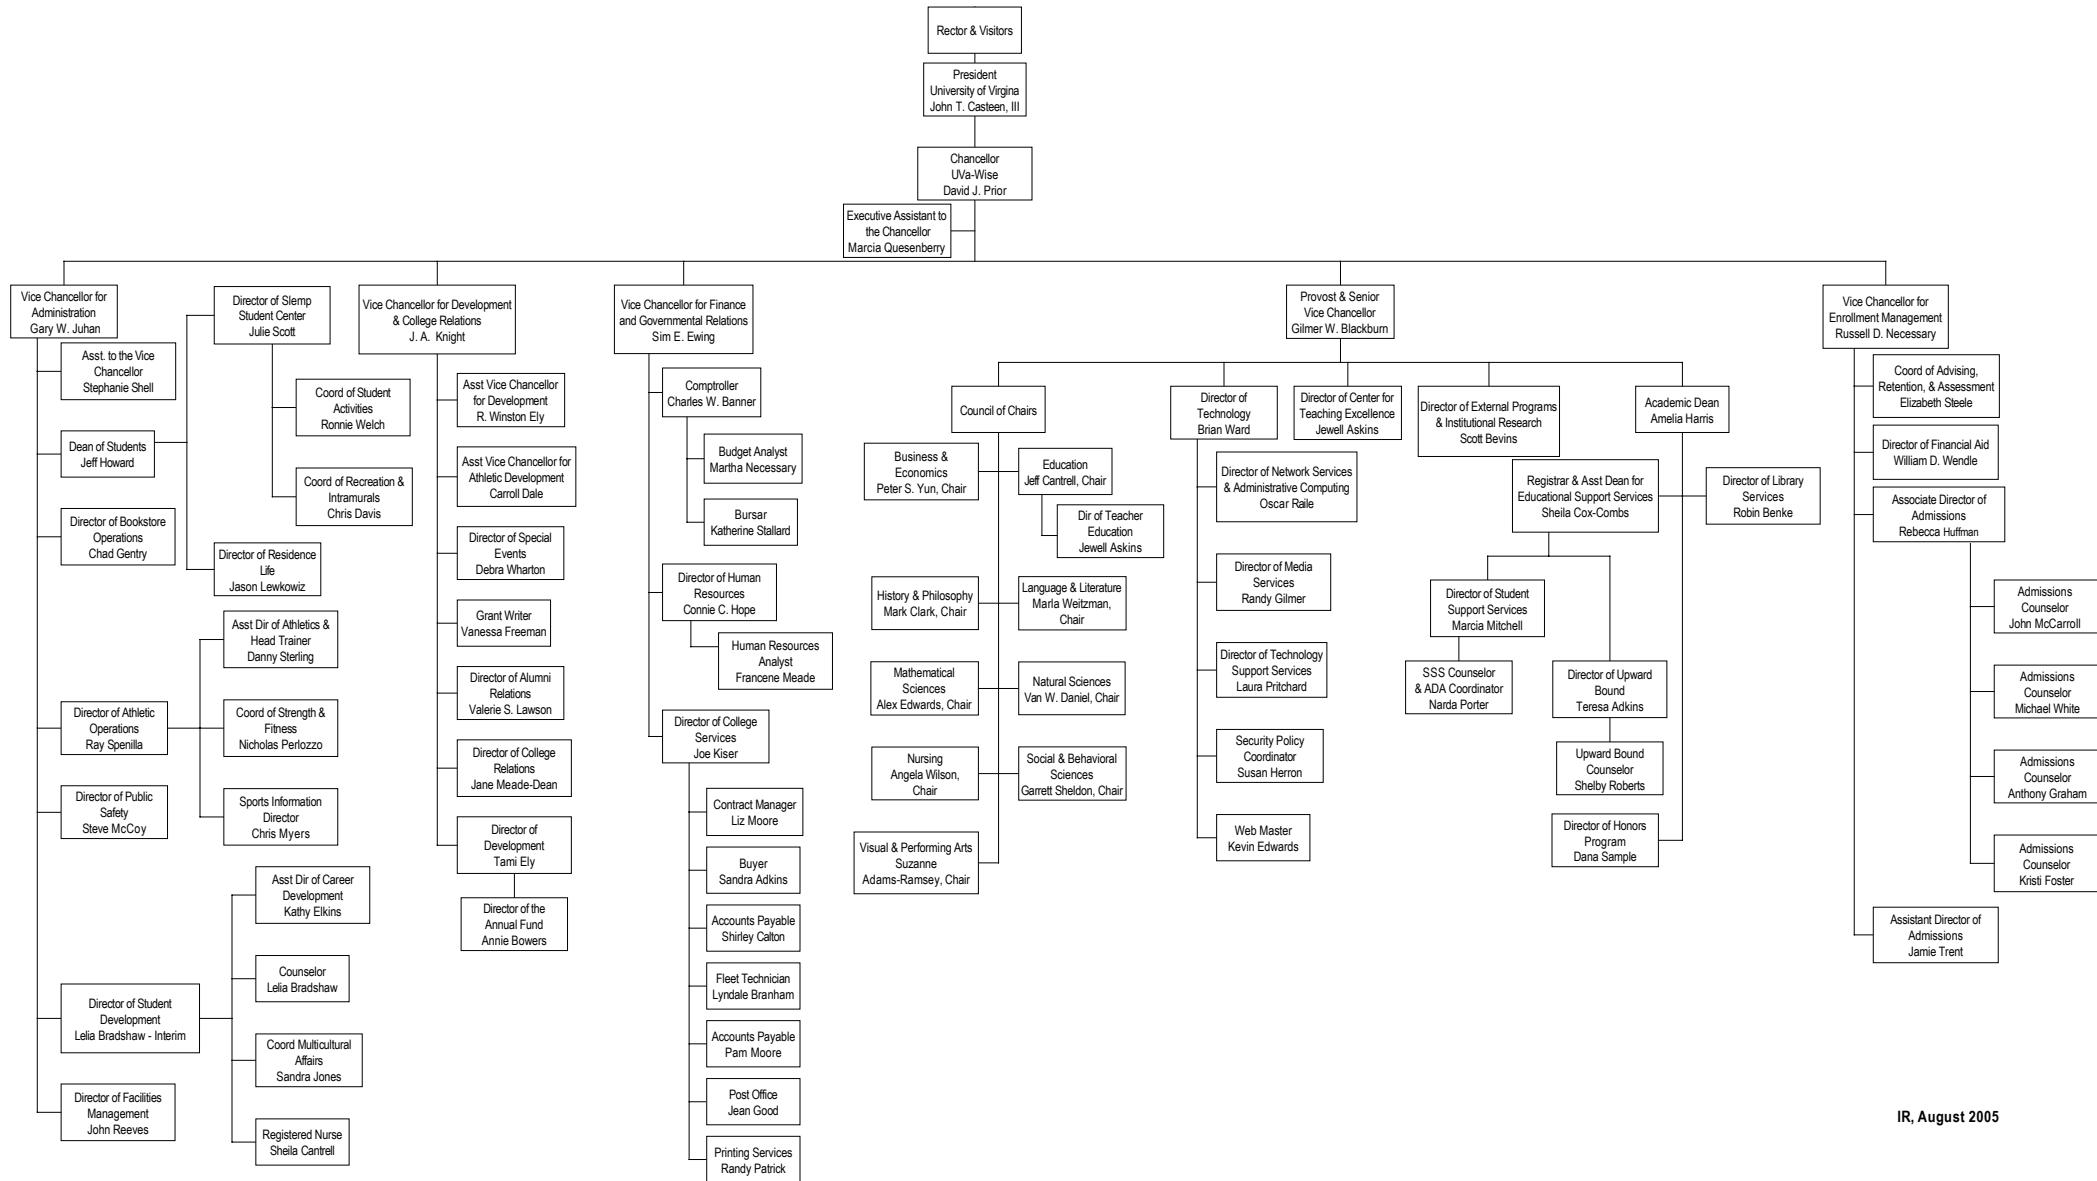 Rector & Visitors
President
University of Virgina
John T. Casteen, III
Chancellor
UVa-Wise
David J. Prior
Executive Assistant to
the Chancellor
Marcia Quesenberry
Vice Chancellor for
Administration
Gary W. Juhan
Asst. to the Vice
Chancellor
Stephanie Shell
Dean of Students
Jeff Howard
Director of Slemp
Student Center
Julie Scott
Coord of Student
Activities
Ronnie Welch
Coord of Recreation &
Intramurals
Chris Davis
Director of Residence
Life
Jason Lewkowiz
Director of Bookstore
Operations
Chad Gentry
Director of Athletic
Operations
Ray Spenilla
Asst Dir of Athletics &
Head Trainer
Danny Sterling
Coord of Strength &
Fitness
Nicholas Perlozzo
Sports Information
Director
Chris Myers
Director of Public
Safety
Steve McCoy
Director of Student
Development
Lelia Bradshaw - Interim
Asst Dir of Career
Development
Kathy Elkins
Counselor
Lelia Bradshaw
Coord Multicultural
Affairs
Sandra Jones
Registered Nurse
Sheila Cantrell
Director of Facilities
Management
John Reeves
Vice Chancellor for Development
& College Relations
J. A. Knight
Asst Vice Chancellor
for Development
R. Winston Ely
Asst Vice Chancellor for
Athletic Development
Carroll Dale
Director of Special
Events
Debra Wharton
Grant Writer
Vanessa Freeman
Director of Alumni
Relations
Valerie S. Lawson
Director of College
Relations
Jane Meade-Dean
Director of
Development
Tami Ely
Director of the
Annual Fund
Annie Bowers
Vice Chancellor for Finance
and Governmental Relations
Sim E. Ewing
Comptroller
Charles W. Banner
Budget Analyst
Martha Necessary
Bursar
Katherine Stallard
Director of Human
Resources
Connie C. Hope
Human Resources
Analyst
Francene Meade
Director of College
Services
Joe Kiser
Contract Manager
Liz Moore
Buyer
Sandra Adkins
Accounts Payable
Shirley Calton
Fleet Technician
Lyndale Branham
Accounts Payable
Pam Moore
Post Office
Jean Good
Printing Services
Randy Patrick
Provost & Senior
Vice Chancellor
Gilmer W. Blackburn
Council of Chairs
Business &
Economics
Peter S. Yun, Chair
Education
Jeff Cantrell, Chair
Dir of Teacher
Education
Jewell Askins
History & Philosophy
Mark Clark, Chair
Language & Literature
Marla Weitzman,
Chair
Mathematical
Sciences
Alex Edwards, Chair
Natural Sciences
Van W. Daniel, Chair
Nursing
Angela Wilson,
Chair
Social & Behavioral
Sciences
Garrett Sheldon, Chair
Visual & Performing Arts
Suzanne
Adams-Ramsey, Chair
Director of
Technology
Brian Ward
Director of Network Services
& Administrative Computing
Oscar Raile
Director of Media
Services
Randy Gilmer
Director of Technology
Support Services
Laura Pritchard
Security Policy
Coordinator
Susan Herron
Web Master
Kevin Edwards
Director of Center for
Teaching Excellence
Jewell Askins
Director of External Programs
& Institutional Research
Scott Bevins
Academic Dean
Amelia Harris
Registrar & Asst Dean for
Educational Support Services
Sheila Cox-Combs
Director of Library
Services
Robin Benke
Director of Student
Support Services
Marcia Mitchell
SSS Counselor
& ADA Coordinator
Narda Porter
Director of Upward
Bound
Teresa Adkins
Upward Bound
Counselor
Shelby Roberts
Director of Honors
Program
Dana Sample
Vice Chancellor for
Enrollment Management
Russell D. Necessary
Coord of Advising,
Retention, & Assessment
Elizabeth Steele
Director of Financial Aid
William D. Wendle
Associate Director of
Admissions
Rebecca Huffman
Admissions
Counselor
John McCarroll
Admissions
Counselor
Michael White
Admissions
Counselor
Anthony Graham
Admissions
Counselor
Kristi Foster
Assistant Director of
Admissions
Jamie Trent
IR, August 2005